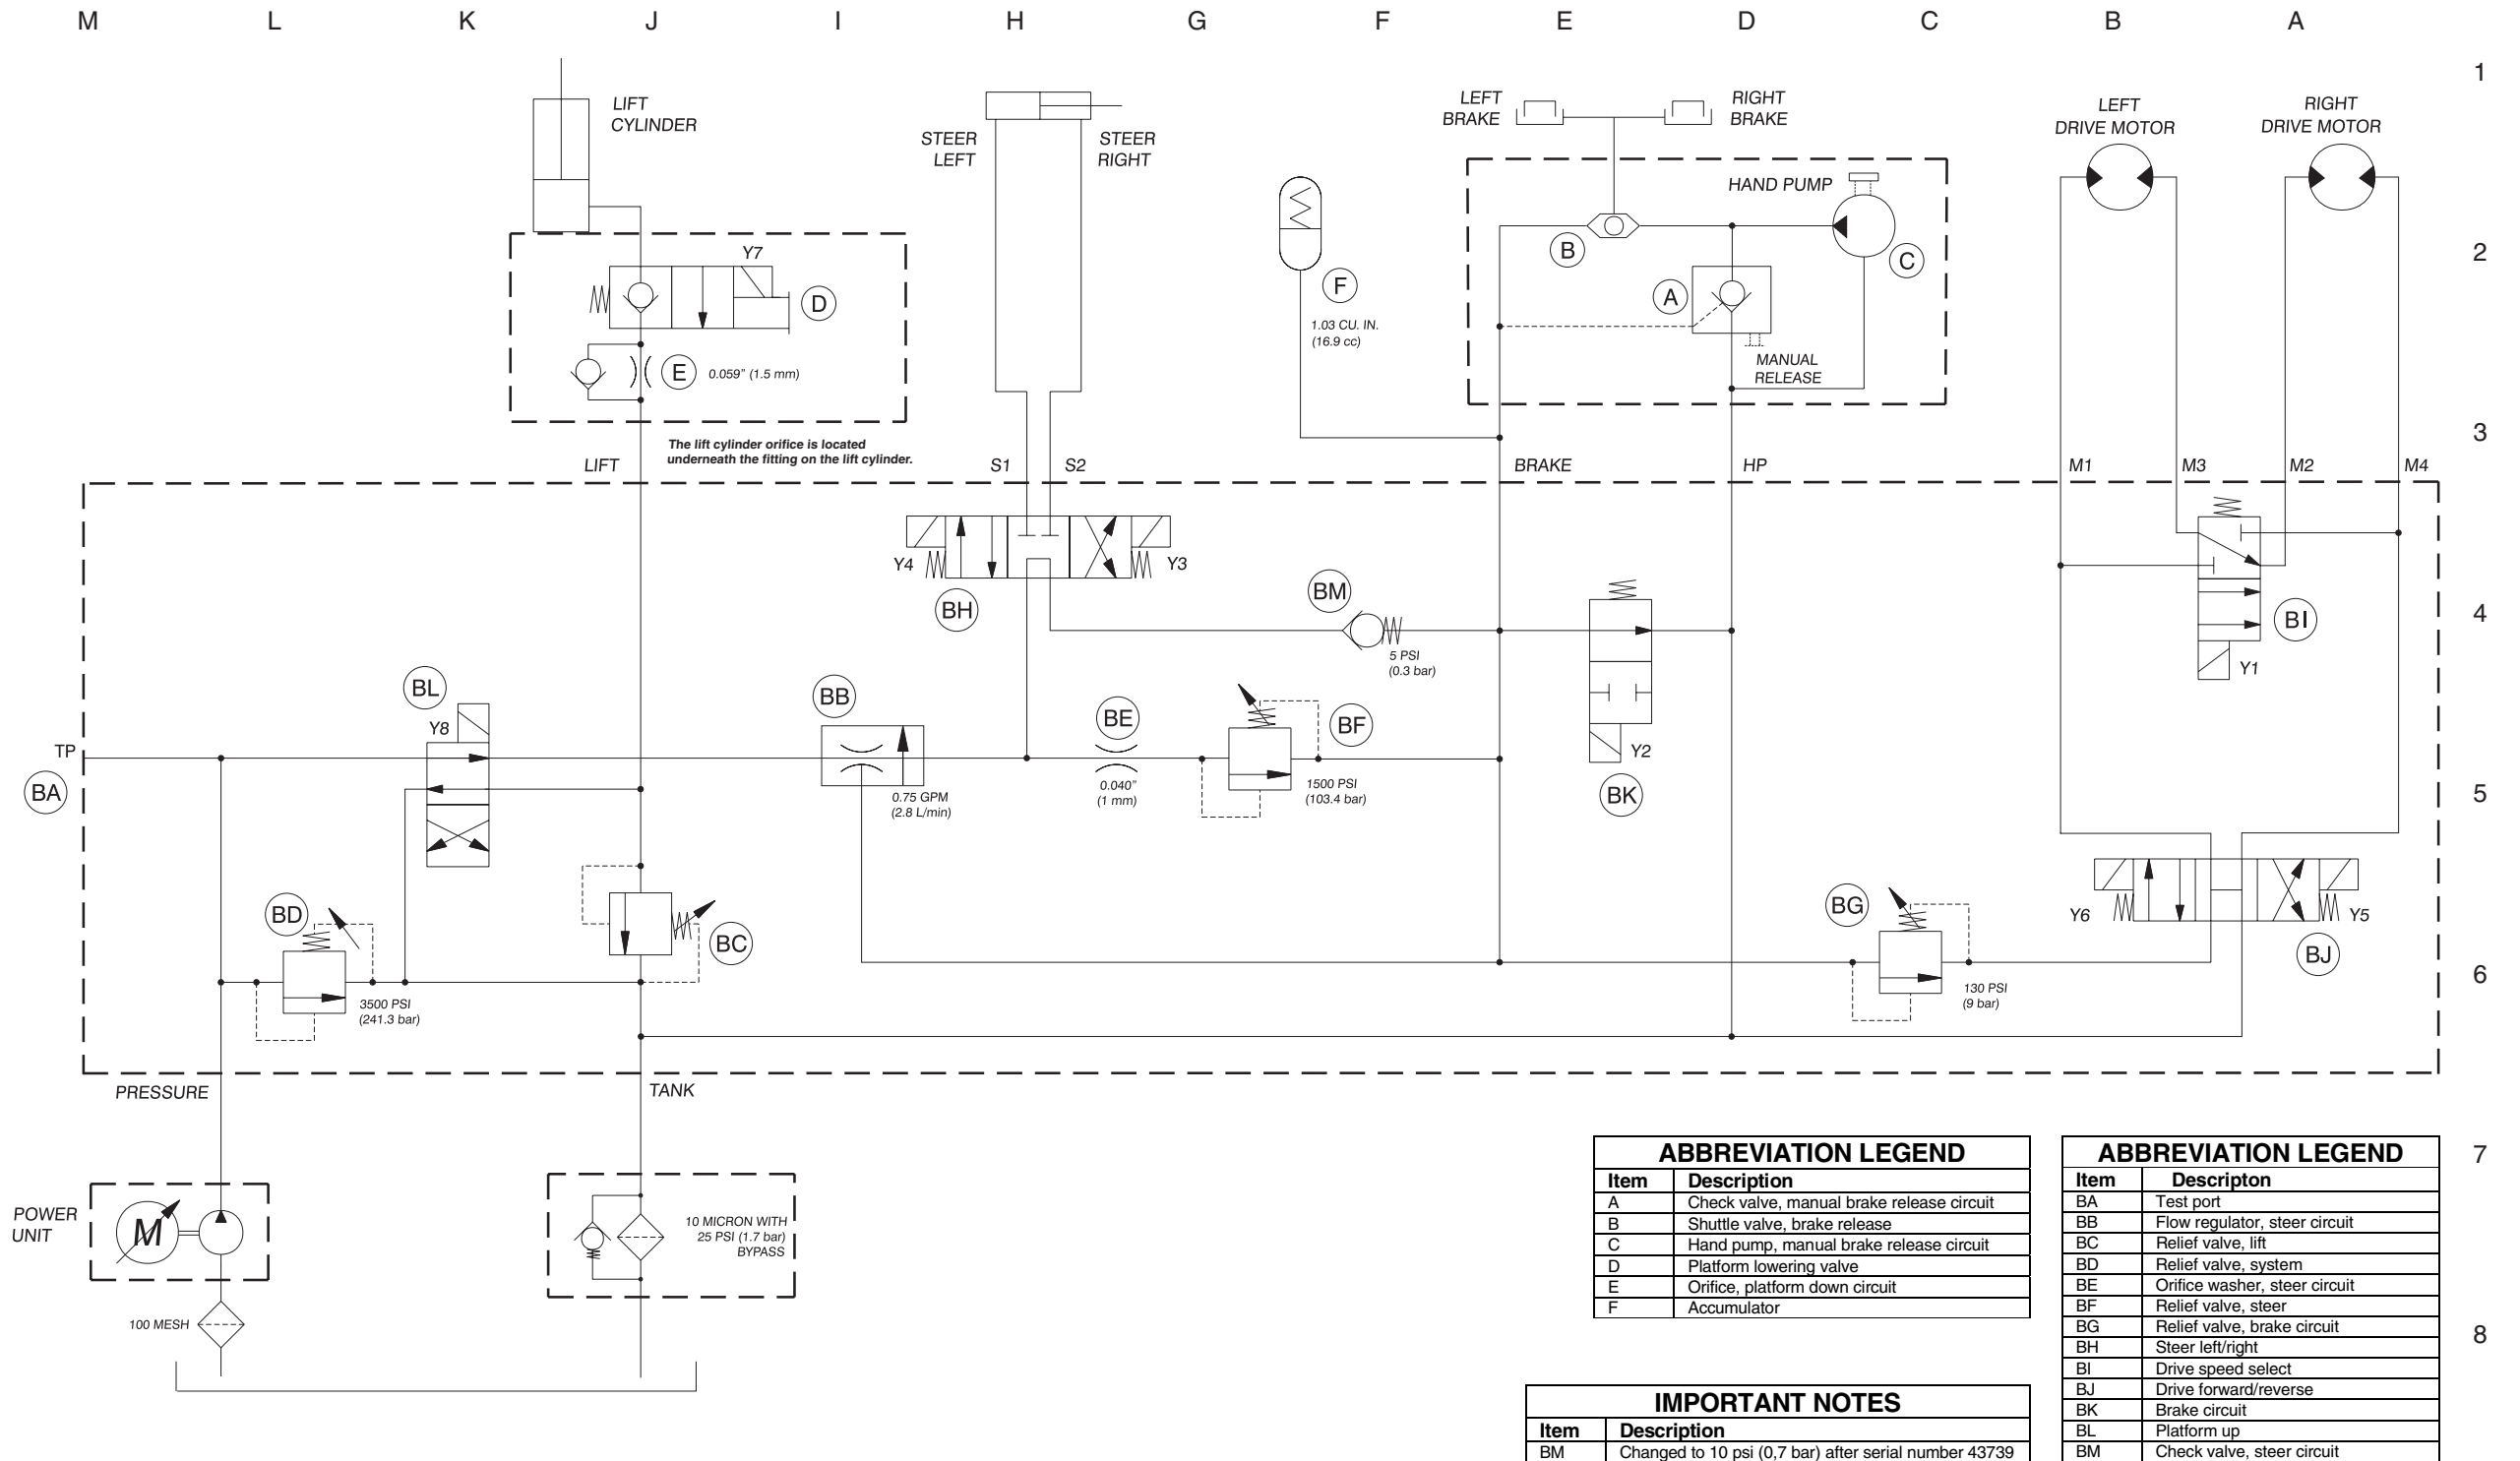 M L K J I H G F E D C B A
1
LIFT
CYLINDER
STEER
LEFT
STEER
RIGHT
LEFT
BRAKE
RIGHT
BRAKE
LEFT
DRIVE MOTOR
RIGHT
DRIVE MOTOR
HAND PUMP
2
Y7
D
B
C
A
F
1.03 CU. IN.
(16.9 cc)
E
0.059” (1.5 mm)
MANUAL
RELEASE
3
The lift cylinder orifice is located
underneath the fitting on the lift cylinder.
LIFT
S1
S2
BRAKE
HP
M1
M3
M2
M4
Y4
Y3
BH
BM
5 PSI
(0.3 bar)
4
BI
Y1
BL
Y8
BB
BE
BF
Y2
BK
TP
BA
0.75 GPM
(2.8 L/min)
0.040”
(1 mm)
1500 PSI
(103.4 bar)
5
BD
BC
BG
Y6
Y5
BJ
3500 PSI
(241.3 bar)
130 PSI
(9 bar)
6
PRESSURE
TANK
7
POWER
UNIT
M
10 MICRON WITH
25 PSI (1.7 bar)
BYPASS
100 MESH
8
ABBREVIATION LEGEND
Item Description
A Check valve, manual brake release circuit
B Shuttle valve, brake release
C Hand pump, manual brake release circuit
D Platform lowering valve
E Orifice, platform down circuit
F Accumulator
IMPORTANT NOTES
Item Description
BM Changed to 10 psi (0,7 bar) after serial number 43739
ABBREVIATION LEGEND
Item Descripton
BA Test port
BB Flow regulator, steer circuit
BC Relief valve, lift
BD Relief valve, system
BE Orifice washer, steer circuit
BF Relief valve, steer
BG Relief valve, brake circuit
BH Steer left/right
BI Drive speed select
BJ Drive forward/reverse
BK Brake circuit
BL Platform up
BM Check valve, steer circuit